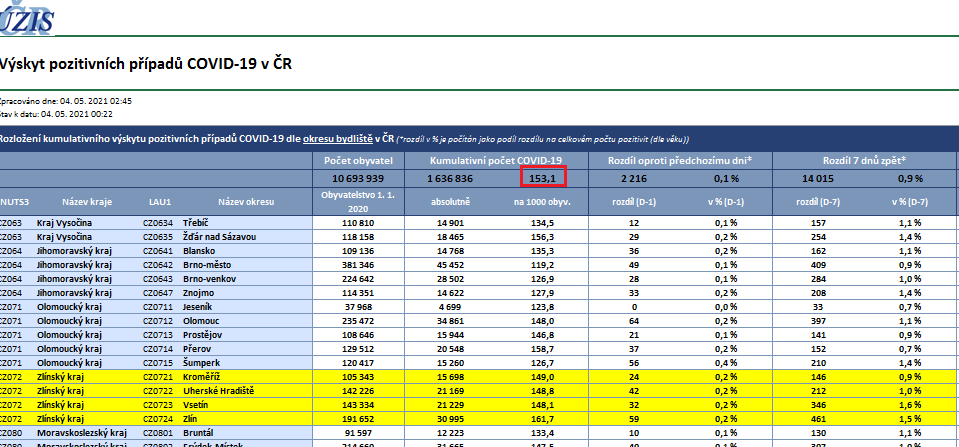 ÚZIS
Výskyt pozitivních případů COVID-19 v ČR
Zpracováno dne: 04. 05. 2021 02:45
Stav k datu: 04. 05. 2021 00:22
Rozložení kumulativního výskytu pozitivních případů COVID-19 dle okresu bydliště v ČR (*rozdíl v % je počítán jako podíl rozdílu na celkovém počtu pozitivit (dle věku))
Počet obyvatel Kumulativní počet COVID-19 Rozdíl oproti předchozímu dni* Rozdíl 7 dnů zpět*
10 693 939 1 636 836 153,1 2 216 0,1 % 14 015 0,9 %
NUTS3 Název kraje LAU1 Název okresu Obyvatelstvo 1. 1. 2020 absolutně na 1000 obyv. rozdíl (D-1) v % (D-1) rozdíl (D-7) v % (D-7)
CZ063 Kraj Vysočina CZ0634 Třebíč 110 810 14 901 134,5 12 0,1 % 157 1,1 %
CZ063 Kraj Vysočina CZ0635 Žďár nad Sázavou 118 158 18 465 156,3 29 0,2 % 254 1,4 %
CZ064 Jihomoravský kraj CZ0641 Blansko 109 136 14 768 135,3 36 0,2 % 162 1,1 %
CZ064 Jihomoravský kraj CZ0642 Brno-město 381 346 45 452 119,2 49 0,1 % 409 0,9 %
CZ064 Jihomoravský kraj CZ0643 Brno-venkov 224 642 28 502 126,9 28 0,1 % 284 1,0 %
CZ064 Jihomoravský kraj CZ0647 Znojmo 114 351 14 622 127,9 33 0,2 % 208 1,4 %
CZ071 Olomoucký kraj CZ0711 Jeseník 37 968 4 699 123,8 0 0,0% 33 0,7 %
CZ071 Olomoucký kraj CZ0712 Olomouc 235 472 34 861 148,0 64 0,2 % 397 1,1 %
CZ071 Olomoucký kraj CZ0713 Prostějov 108 646 15 944 146,8 21 0,1 % 141 0,9 %
CZ071 Olomoucký kraj CZ0714 Přerov 129 512 20 548 158,7 37 0,2 % 152 0,7 %
CZ071 Olomoucký kraj CZ0715 Šumperk 120 417 15 260 126,7 56 0,4 % 210 1,4 %
CZ072 Zlínský kraj CZ0721 Kroměříž 105 343 15 698 149,0 24 0,2 % 146 0,9 %
CZ072 Zlínský kraj CZ0722 Uherské Hradiště 142 226 21 169 148,8 42 0,2 % 212 1,0 %
CZ072 Zlínský kraj CZ0723 Vsetín 143 334 21 229 148,1 32 0,2 % 346 1,6 %
CZ072 Zlínský kraj CZ0724 Zlín 191 652 30 995 161,7 59 0,2 % 461 1,5 %
CZ080 Moravskoslezský kraj CZ0801 Bruntál 91 597 12 223 133,4 10 0,1 % 130 1,1 %
CZ080 Moravskoslezský kraj CZ0802 Frýdek-Místek